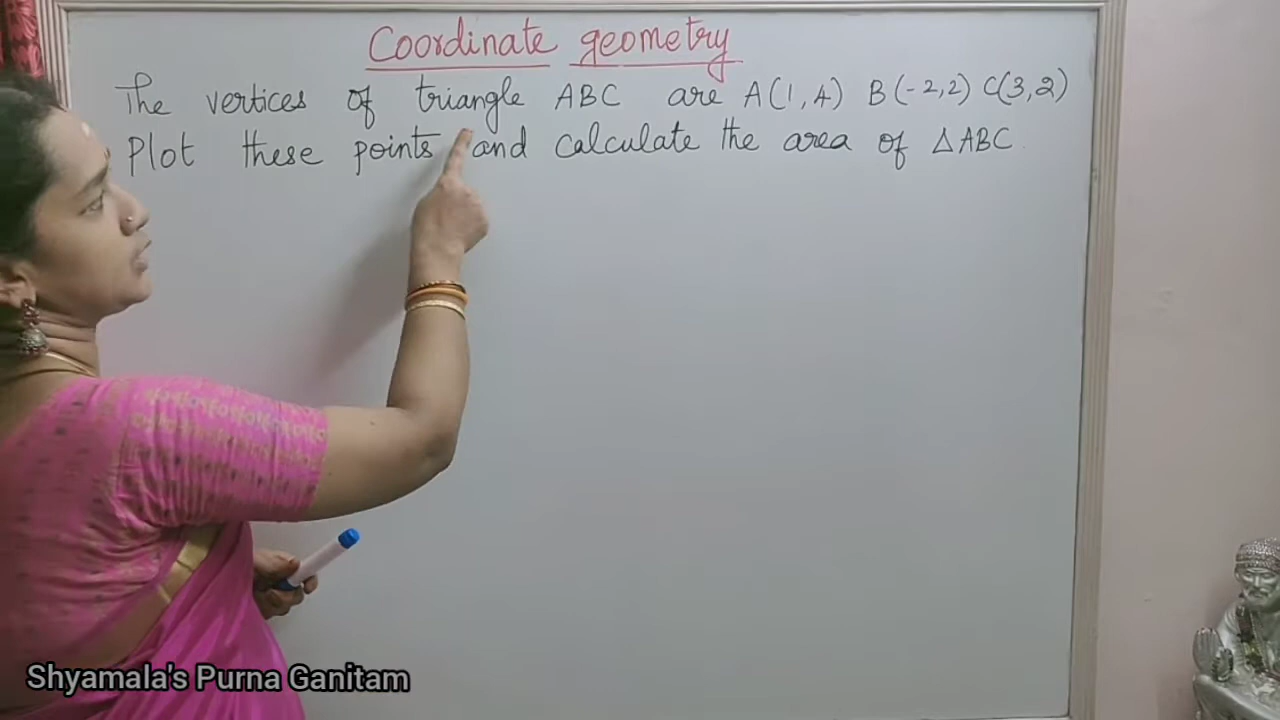 Coordinate geometry
The vertices of triangle ABC are A(1,4) B(-2,2) C(3,2)
Plot these points and calculate the area of ΔABC
Shyamala's Purna Ganitam